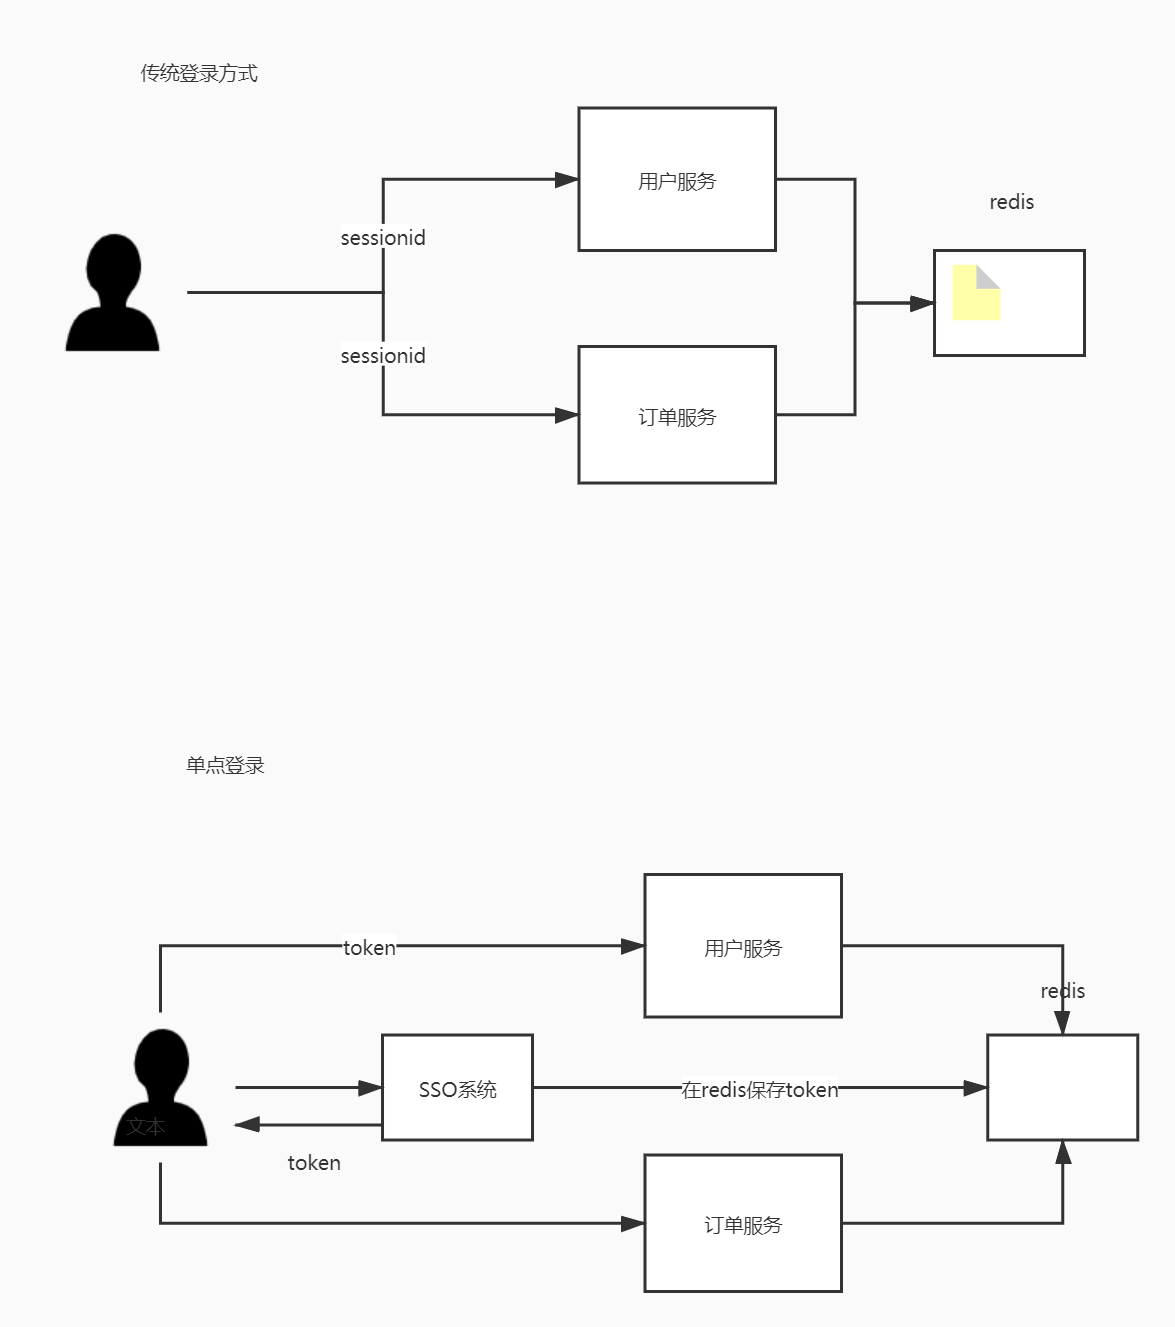 传统登录方式
用户服务
redis
sessionid
sessionid
订单服务
单点登录
token
用户服务
redis
SSO系统
在redis保存token
文本
token
订单服务